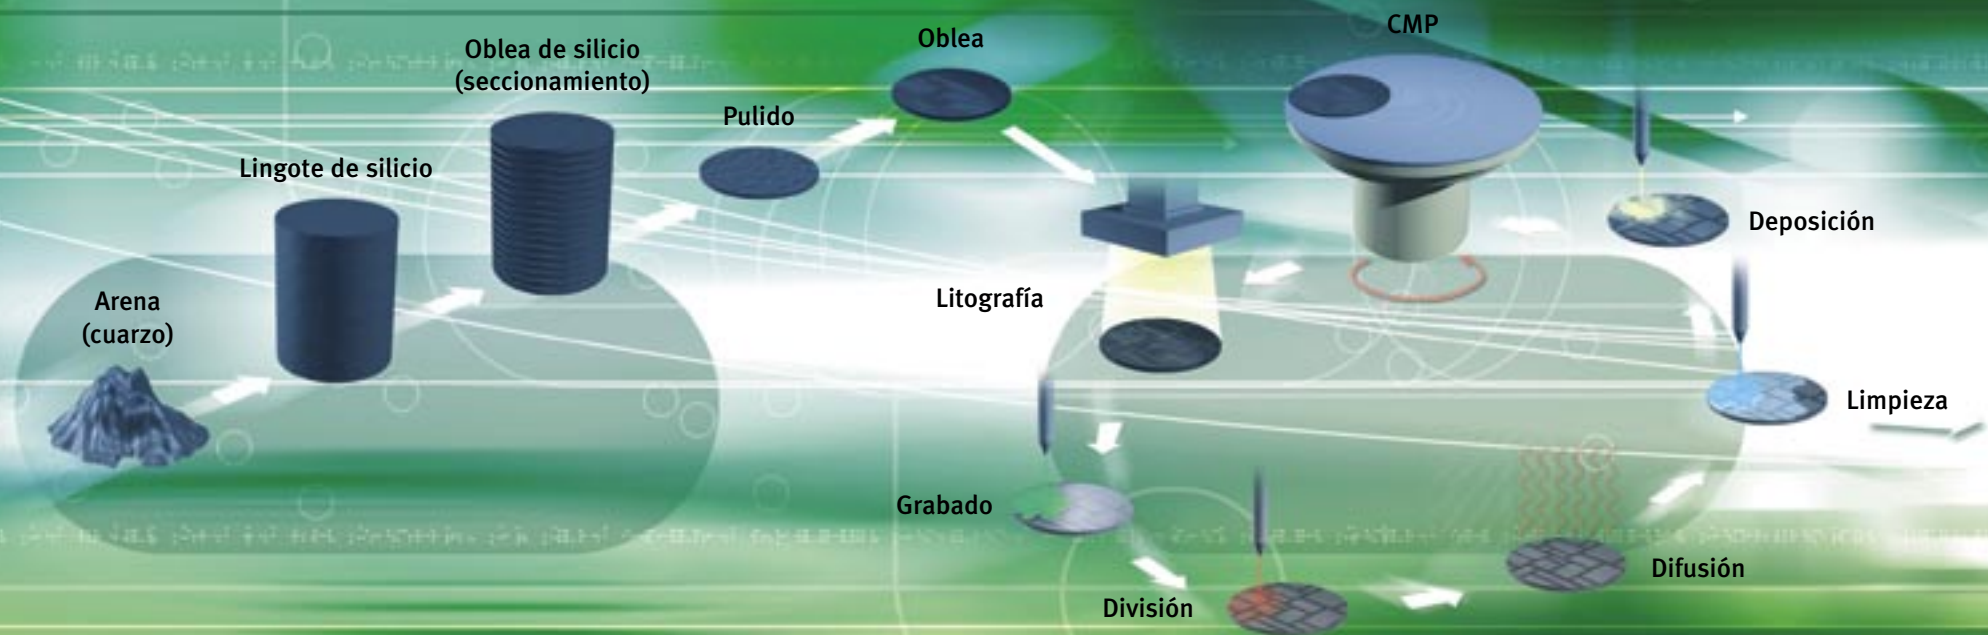 Arena
(cuarzo)
Lingote de silicio
Oblea de silicio
(seccionamiento)
Pulido
Oblea
Litografía
Grabado
División
Difusión
Limpieza
Deposición
CMP